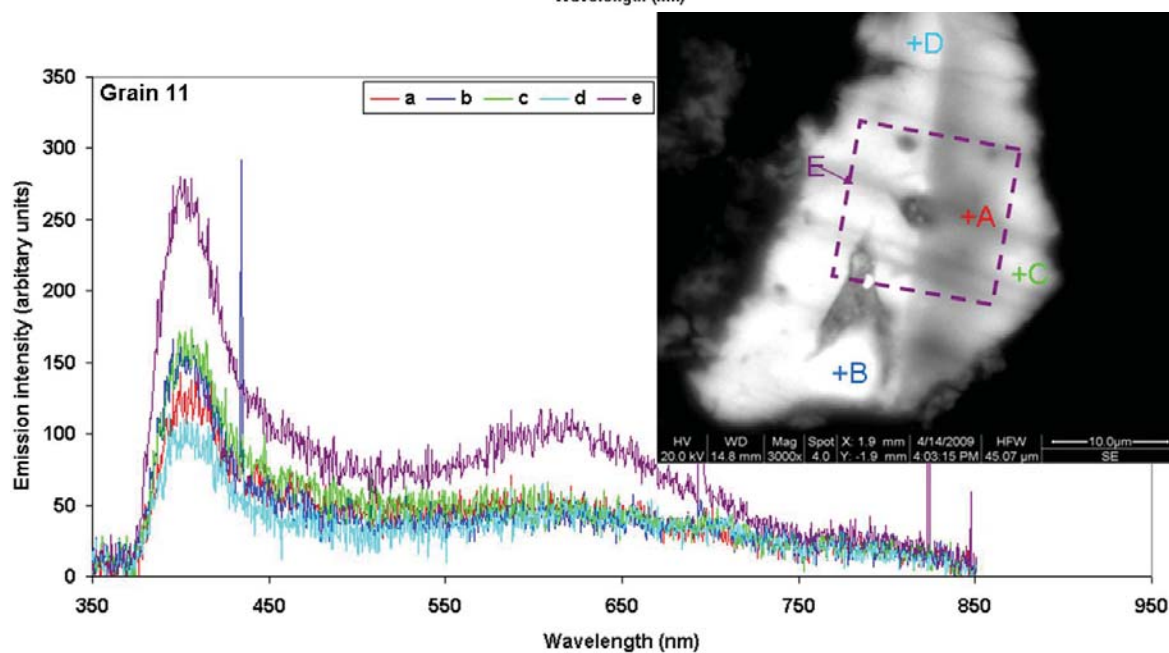 Wavelength (nm)
Grain 11
a b c d e
Emission intensity (arbitary units)
350
300
250
200
150
100
50
0
350 450 550 650 750 850 950
Wavelength (nm)
+D
E
+A
+C
+B
HV WD Mag Spot X: 1.9 mm 4/14/2009 HFW 10.0µm
20.0 kV 14.8 mm 3000x 4.0 Y: -1.9 mm 4:03:15 PM 45.07 µm SE